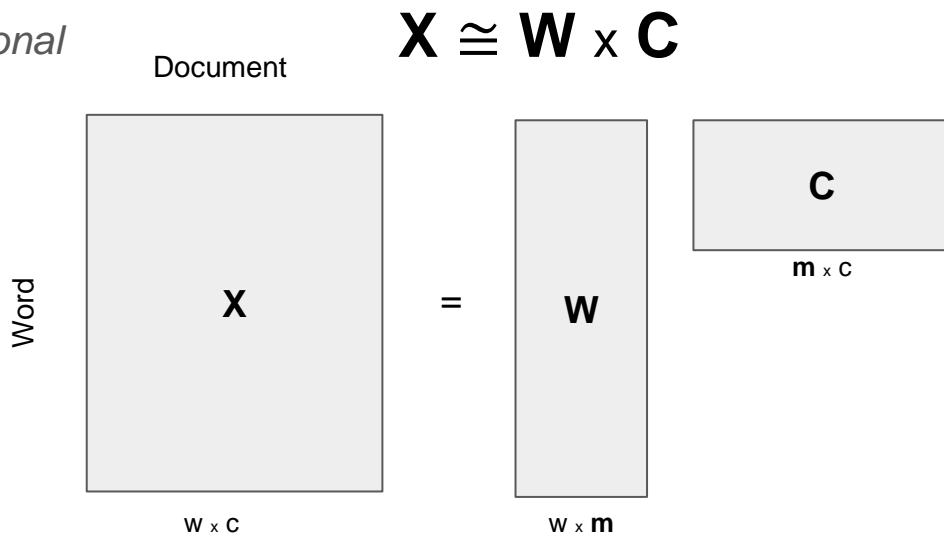 onal
X ≅ W x C
Document
Word
X
=
W
C
m x c
w x c
w x m